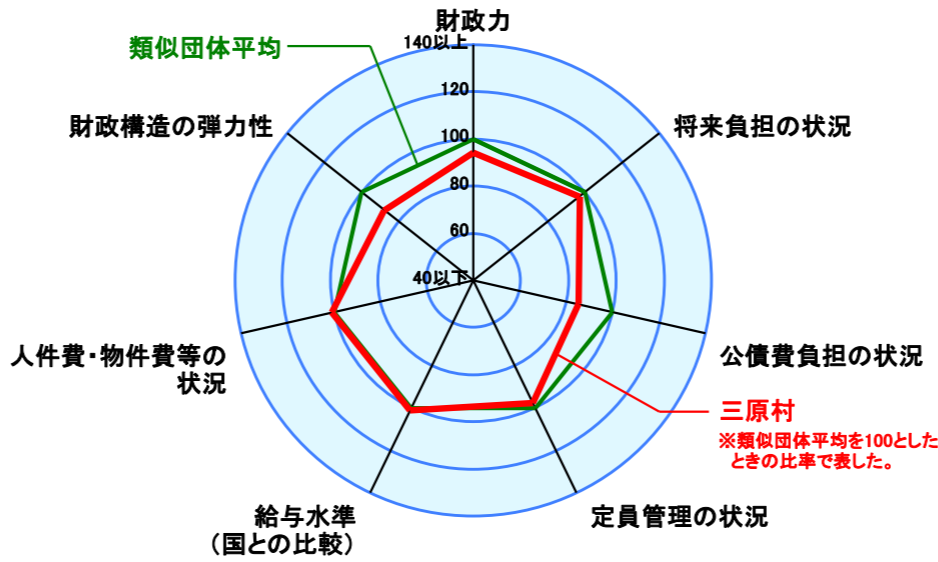 財政力
140以上
類似団体平均
120
財政構造の弾力性
将来負担の状況
100
80
60
40以下
人件費・物件費等の
状況
公債費負担の状況
三原村
※類似団体平均を100とした
ときの比率で表した。
給与水準
（国との比較）
定員管理の状況